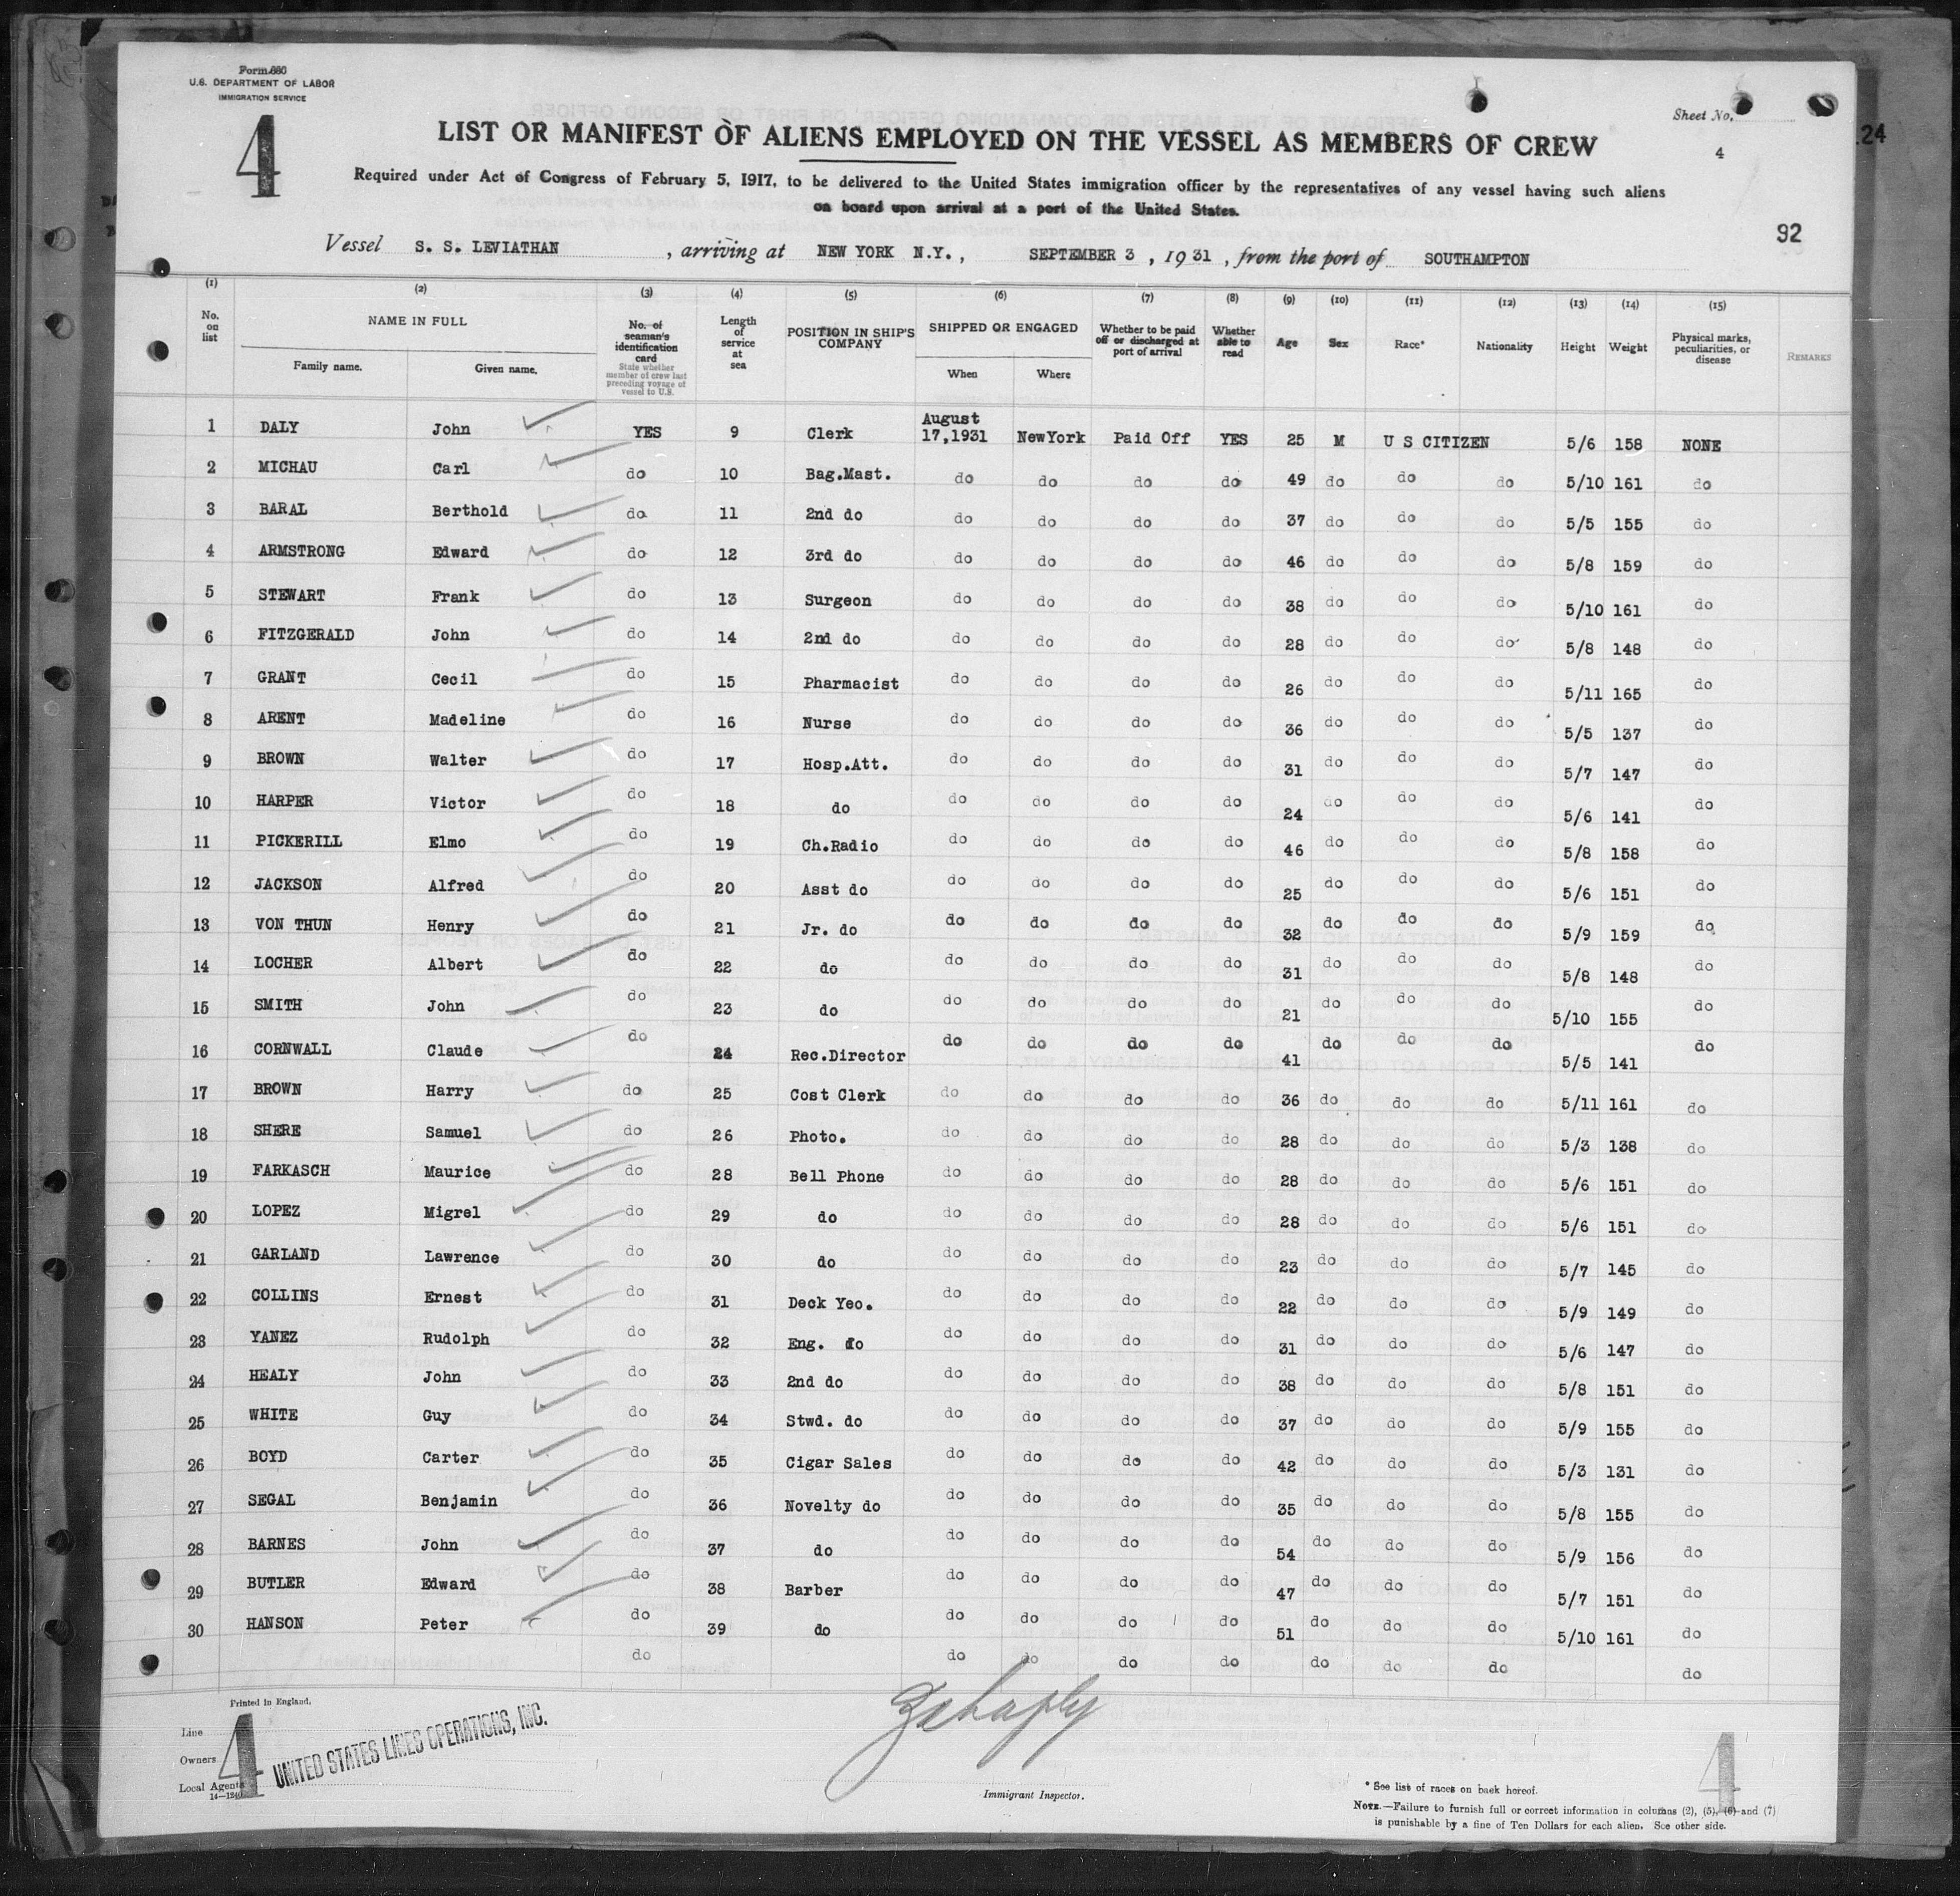 Form 680
U.S. DEPARTMENT OF LABOR
IMMIGRATION SERVICE
4
Sheet No.
4
24
LIST OR MANIFEST OF ALIENS EMPLOYED ON THE VESSEL AS MEMBERS OF CREW
Required under Act of Congress of February 5, 1917, to be delivered to the United States immigration officer by the representatives of any vessel having such aliens
on board upon arrival at a port of the United States.
92
Vessel S. S. LEVIATHAN , arriving at NEW YORK N.Y., SEPTEMBER 3 , 1931 , from the port of SOUTHAMPTON
(1) (2) (3) (4) (5) (6) (7) (8) (9) (10) (11) (12) (13) (14) (15)
No. on list NAME IN FULL Family name. Given name. No. of seaman's identification card State whether member of crew last preceding voyage of vessel to U.S. Length of service at sea POSITION IN SHIP'S COMPANY SHIPPED OR ENGAGED When Where Whether to be paid off or discharged at port of arrival Whether able to read Age Sex Race* Nationality Height Weight Physical marks, peculiarities, or disease REMARKS
1 DALY John YES 9 Clerk August 17,1931 NewYork Paid Off YES 25 M U S CITIZEN 5/6 158 NONE
2 MICHAU Carl do 10 Bag.Mast. do do do do 49 do do do 5/10 161 do
3 BARAL Berthold do 11 2nd do do do do do 37 do do do 5/5 155 do
4 ARMSTRONG Edward do 12 3rd do do do do do 46 do do do 5/8 159 do
5 STEWART Frank do 13 Surgeon do do do do 38 do do do 5/10 161 do
6 FITZGERALD John do 14 2nd do do do do do 28 do do do 5/8 148 do
7 GRANT Cecil do 15 Pharmacist do do do do 26 do do do 5/11 165 do
8 ARENT Madeline do 16 Nurse do do do do 36 do do do 5/5 137 do
9 BROWN Walter do 17 Hosp.Att. do do do do 31 do do do 5/7 147 do
10 HARPER Victor do 18 do do do do do 24 do do do 5/6 141 do
11 PICKERILL Elmo do 19 Ch.Radio do do do do 46 do do do 5/8 158 do
12 JACKSON Alfred do 20 Asst do do do do do 25 do do do 5/6 151 do
13 VON THUN Henry do 21 Jr. do do do do do 32 do do do 5/9 159 do
14 LOCHER Albert do 22 do do do do do 31 do do do 5/8 148 do
15 SMITH John do 23 do do do do do 21 do do do 5/10 155 do
16 CORNWALL Claude do 24 Rec.Director do do do do 41 do do do 5/5 141 do
17 BROWN Harry do 25 Cost Clerk do do do do 36 do do do 5/11 161 do
18 SHERE Samuel do 26 Photo. do do do do 28 do do do 5/3 138 do
19 FARKASCH Maurice do 28 Bell Phone do do do do 28 do do do 5/6 151 do
20 LOPEZ Migrel do 29 do do do do do 28 do do do 5/6 151 do
21 GARLAND Lawrence do 30 do do do do do 23 do do do 5/7 145 do
22 COLLINS Ernest do 31 Deck Yeo. do do do do 22 do do do 5/9 149 do
23 YANEZ Rudolph do 32 Eng. do do do do do 31 do do do 5/6 147 do
24 HEALY John do 33 2nd do do do do do 38 do do do 5/8 151 do
25 WHITE Guy do 34 Stwd. do do do do do 37 do do do 5/9 155 do
26 BOYD Carter do 35 Cigar Sales do do do do 42 do do do 5/3 131 do
27 SEGAL Benjamin do 36 Novelty do do do do do 35 do do do 5/8 155 do
28 BARNES John do 37 do do do do do 54 do do do 5/9 156 do
29 BUTLER Edward do 38 Barber do do do do 47 do do do 5/7 151 do
30 HANSON Peter do 39 do do do do do 51 do do do 5/10 161 do
do do do do do do do do do
Printed in England.
Line
Owners
Local Agents
14—1240
4
UNITED STATES LINES OPERATIONS, INC.
Immigrant Inspector.
4
* See list of races on back hereof.
NOTE.—Failure to furnish full or correct information in columns (2), (5), (6) and (7)
is punishable by a fine of Ten Dollars for each alien. See other side.